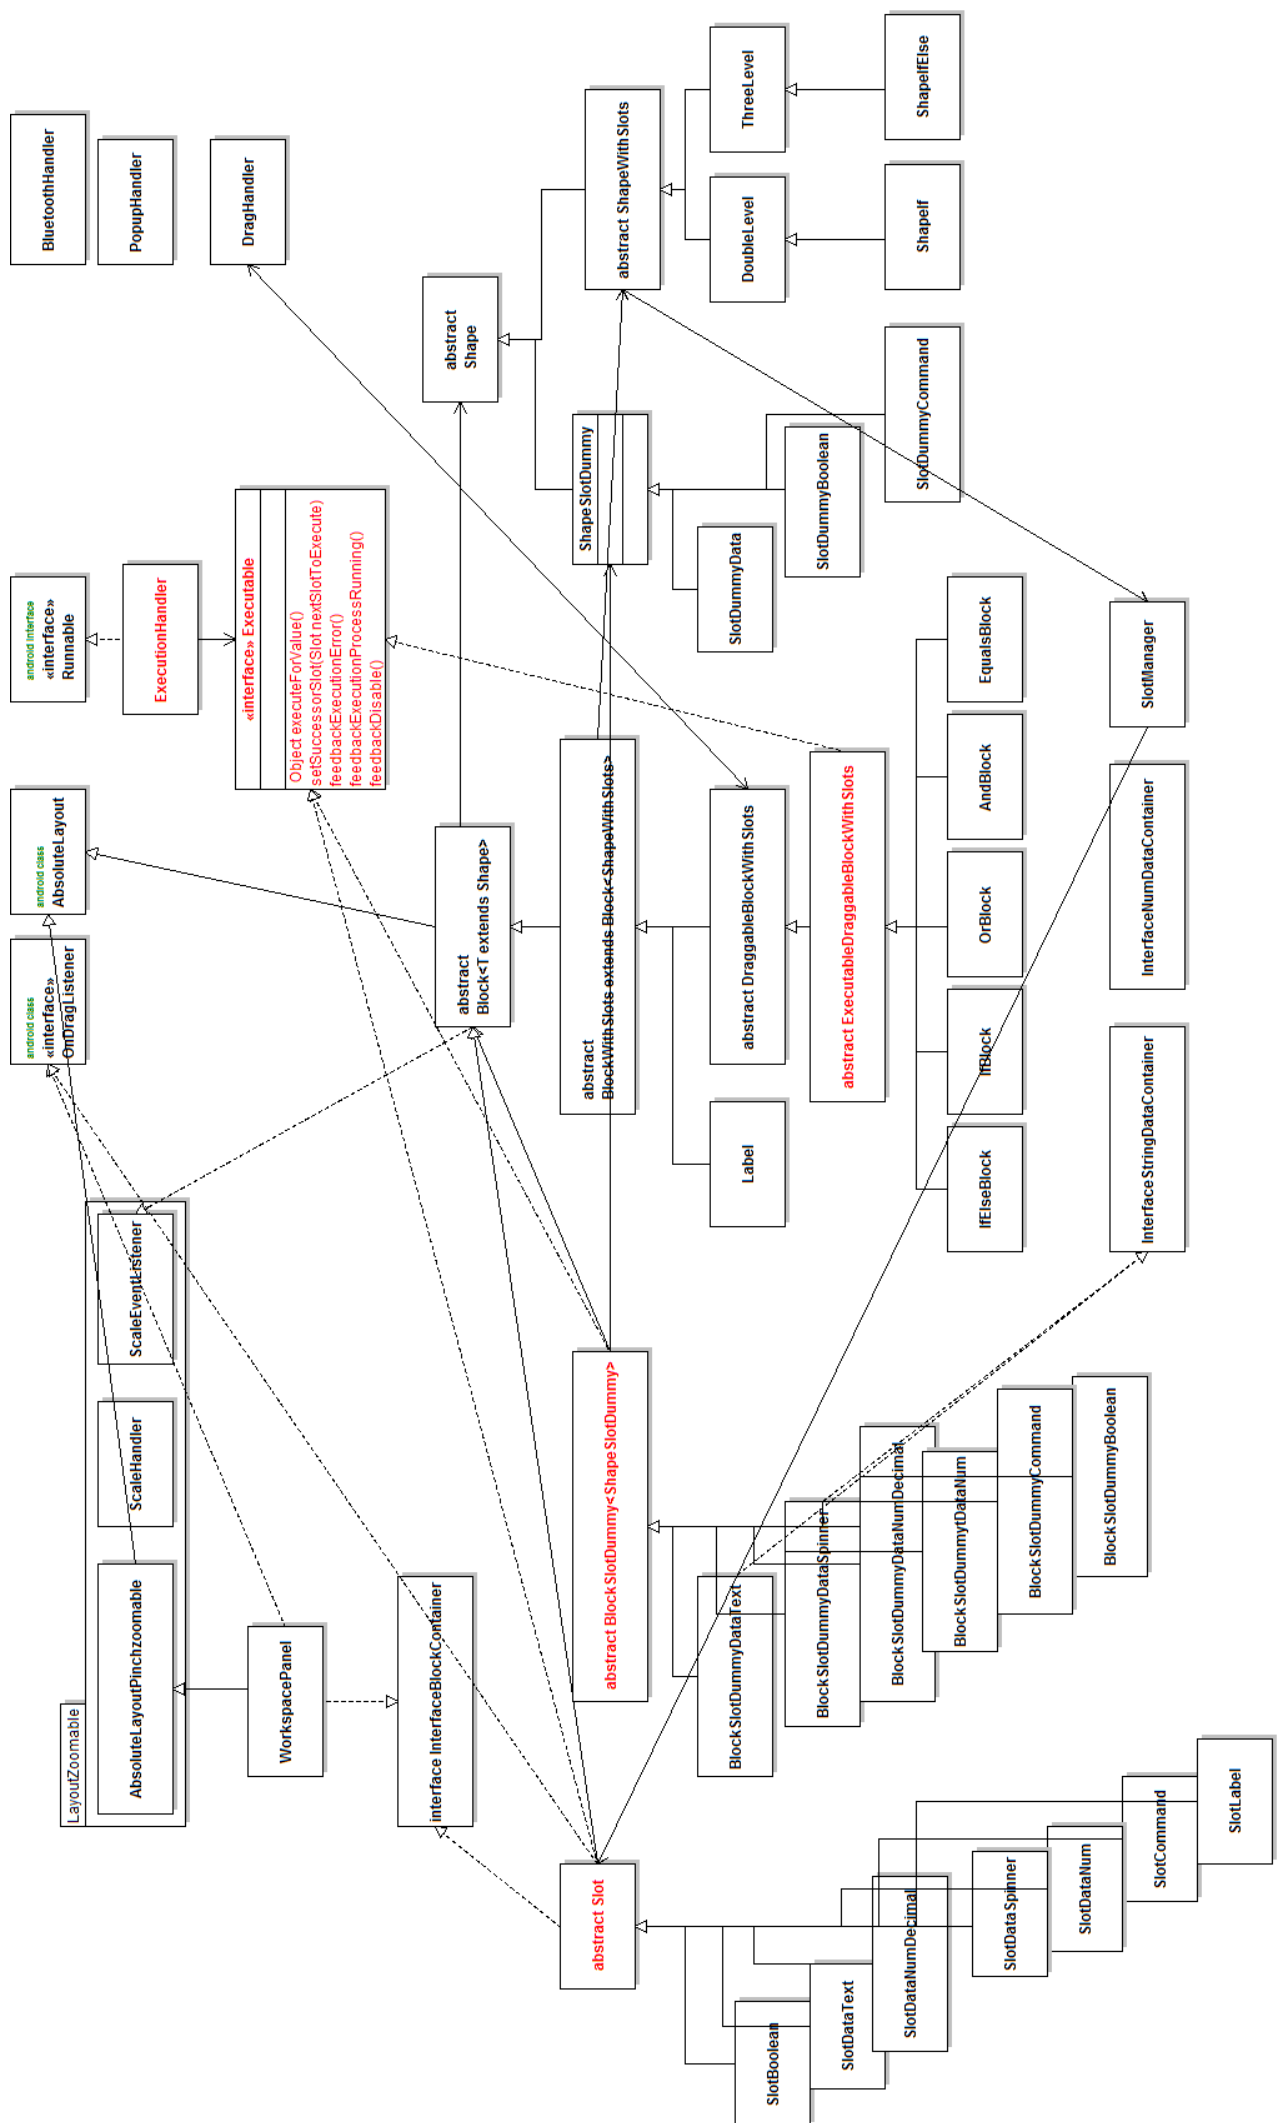 LayoutZoomable
AbsoluteLayoutPinchzoomable
ScaleHandler
ScaleEventListener
android class
«interface»
OnDragListener
android class
AbsoluteLayout
android interface
«interface»
Runnable
BluetoothHandler
PopupHandler
WorkspacePanel
ExecutionHandler
DragHandler
«interface» Executable
Object executeForValue()
setSuccessorSlot(Slot nextSlotToExecute)
feedbackExecutionError()
feedbackExecutionProcessRunning()
feedbackDisable()
interface InterfaceBlockContainer
abstract
Block<T extends Shape>
abstract
Shape
abstract Slot
abstract BlockSlotDummy<ShapeSlotDummy>
abstract
BlockWithSlots extends Block<ShapeWithSlots>
ShapeSlotDummy
abstract ShapeWithSlots
SlotBoolean
SlotDataText
SlotDataNumDecimal
SlotDataSpinner
SlotDataNum
SlotCommand
SlotLabel
BlockSlotDummyDataText
BlockSlotDummyDataSpinner
BlockSlotDummyDataNumDecimal
BlockSlotDummytDataNum
BlockSlotDummyCommand
BlockSlotDummyBoolean
Label
abstract DraggableBlockWithSlots
abstract ExecutableDraggableBlockWithSlots
IfElseBlock
IfBlock
OrBlock
AndBlock
EqualsBlock
SlotDummyData
SlotDummyBoolean
SlotDummyCommand
DoubleLevel
ThreeLevel
ShapeIf
ShapeIfElse
InterfaceStringDataContainer
InterfaceNumDataContainer
SlotManager